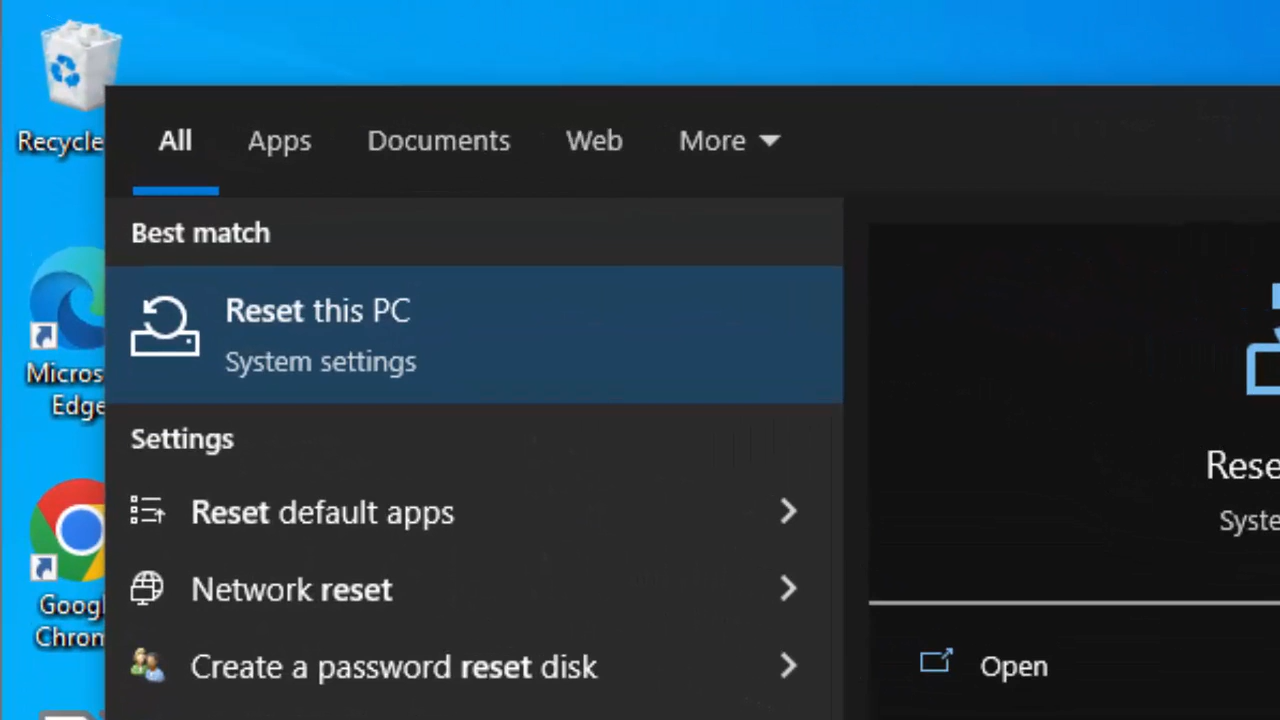 Recycle
All Apps Documents Web More
Best match
Reset this PC
System settings
Micros
Edge
Settings
Reset default apps
Network reset
Googl
Chrom
Create a password reset disk
Rese
Syste
Open